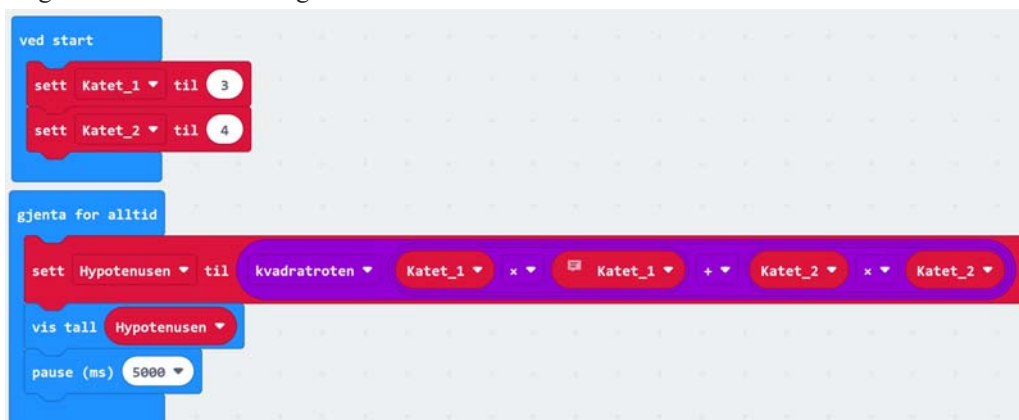 ved start
sett Katet_1 til 3
sett Katet_2 til 4
gjenta for alltid
sett Hypotenusen til kvadratroten Katet_1 × Katet_1 + Katet_2 × Katet_2
vis tall Hypotenusen
pause (ms) 5000